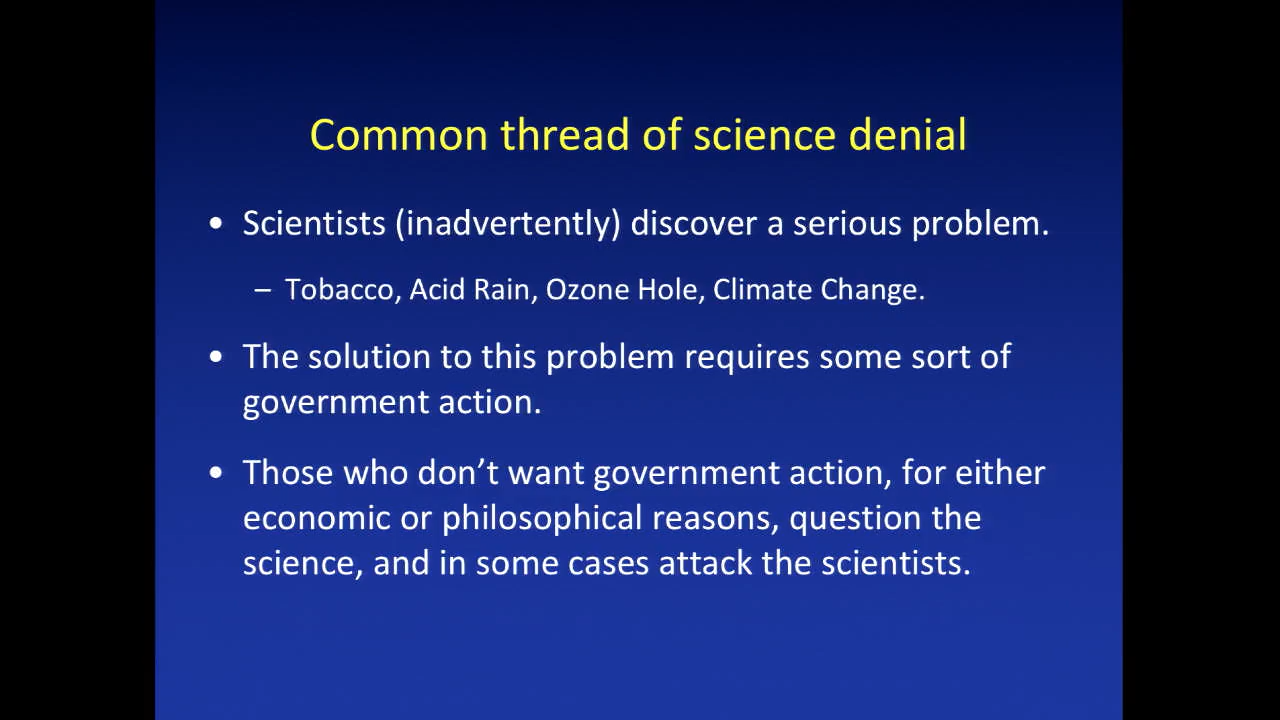 Common thread of science denial
• Scientists (inadvertently) discover a serious problem.
– Tobacco, Acid Rain, Ozone Hole, Climate Change.
• The solution to this problem requires some sort of
government action.
• Those who don’t want government action, for either
economic or philosophical reasons, question the
science, and in some cases attack the scientists.